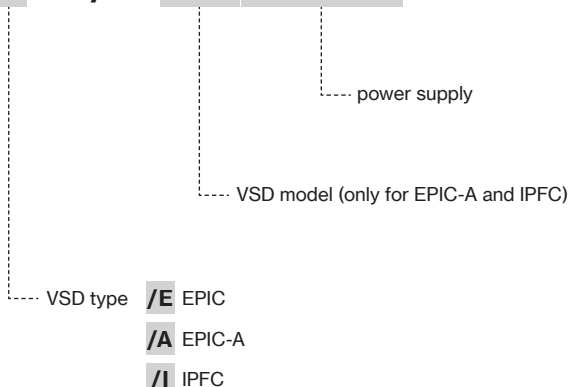 power supply
VSD model (only for EPIC-A and IPFC)
VSD type /E EPIC
/A EPIC-A
/I IPFC